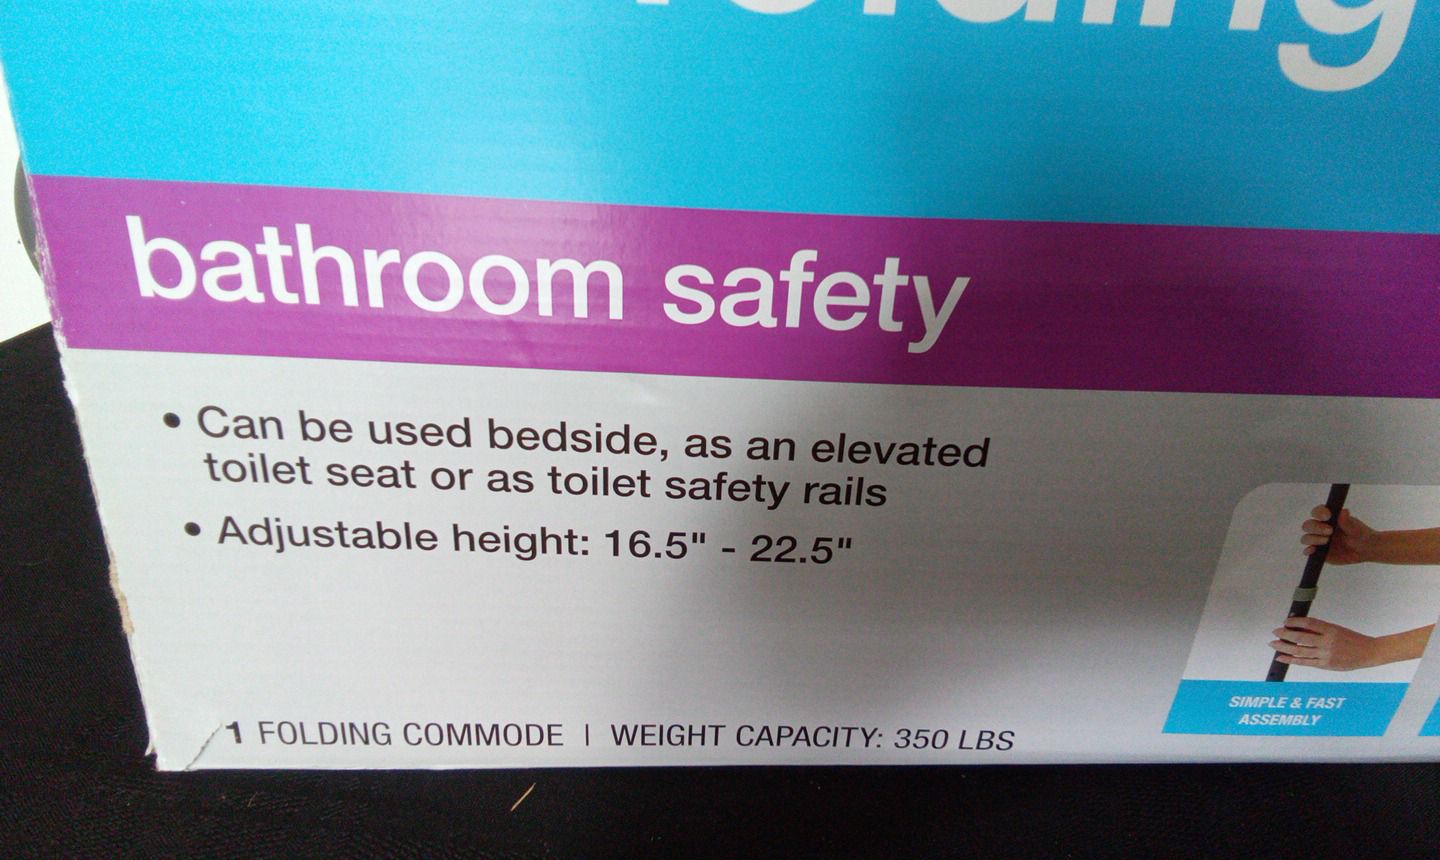 bathroom safety
• Can be used bedside, as an elevated
toilet seat or as toilet safety rails
• Adjustable height: 16.5" - 22.5"
SIMPLE & FAST
ASSEMBLY
1 FOLDING COMMODE | WEIGHT CAPACITY: 350 LBS